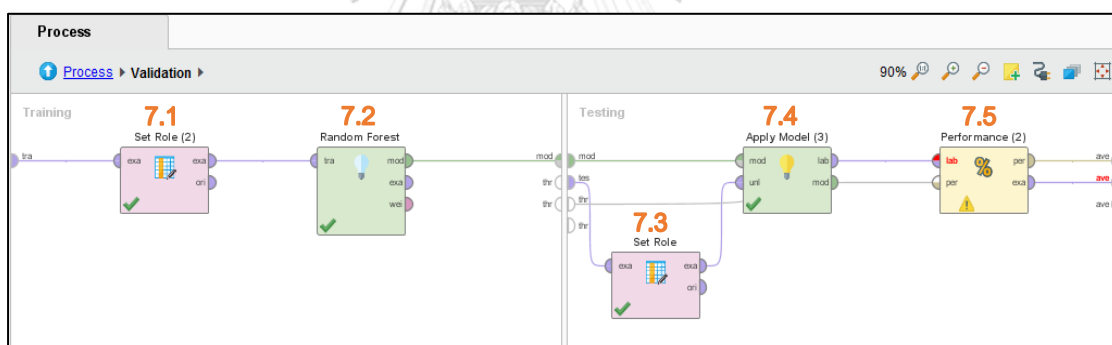 Process
Process ▸ Validation ▸
90%
Training
Testing
7.1
Set Role (2)
tra
exa
exa
ori
7.2
Random Forest
tra
mod
exa
wei
mod
thr
thr
mod
tes
thr
thr
7.3
Set Role
exa
exa
ori
7.4
Apply Model (3)
mod
unl
lab
mod
7.5
Performance (2)
lab
per
%
per
exa
ave
ave
ave